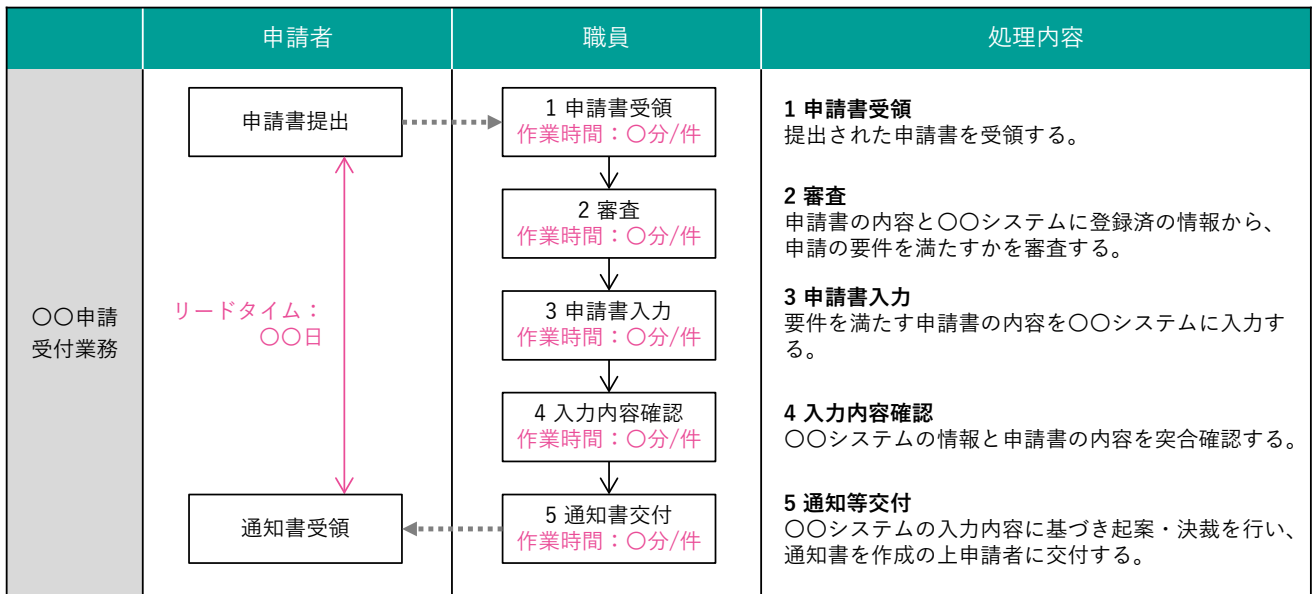 申請者
職員
処理内容
〇〇申請
受付業務
申請書提出
リードタイム：
〇〇日
通知書受領
1 申請書受領
作業時間：〇分/件
2 審査
作業時間：〇分/件
3 申請書入力
作業時間：〇分/件
4 入力内容確認
作業時間：〇分/件
5 通知書交付
作業時間：〇分/件
1 申請書受領
提出された申請書を受領する。
2 審査
申請書の内容と〇〇システムに登録済の情報から、
申請の要件を満たすかを審査する。
3 申請書入力
要件を満たす申請書の内容を〇〇システムに入力す
る。
4 入力内容確認
〇〇システムの情報と申請書の内容を突合確認する。
5 通知等交付
〇〇システムの入力内容に基づき起案・決裁を行い、
通知書を作成の上申請者に交付する。